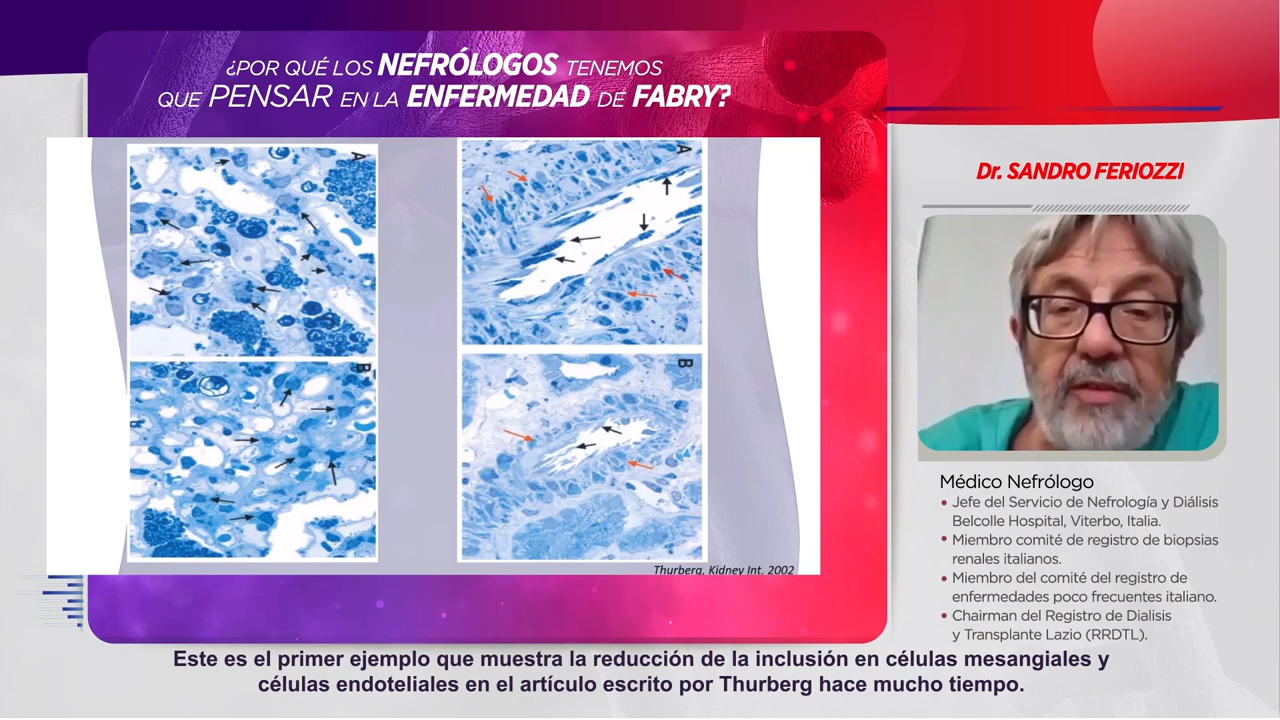 ¿POR QUÉ LOS NEFRÓLOGOS TENEMOS
QUE PENSAR EN LA ENFERMEDAD DE FABRY?
A
A
B
B
Thurberg, Kidney Int. 2002
Dr. SANDRO FERIOZZI
Médico Nefrólogo
• Jefe del Servicio de Nefrología y Diálisis
Belcolle Hospital, Viterbo, Italia.
• Miembro comité de registro de biopsias
renales italianos.
• Miembro del comité del registro de
enfermedades poco frecuentes italiano.
• Chairman del Registro de Dialisis
y Transplante Lazio (RRDTL).
Este es el primer ejemplo que muestra la reducción de la inclusión en células mesangiales y
células endoteliales en el artículo escrito por Thurberg hace mucho tiempo.